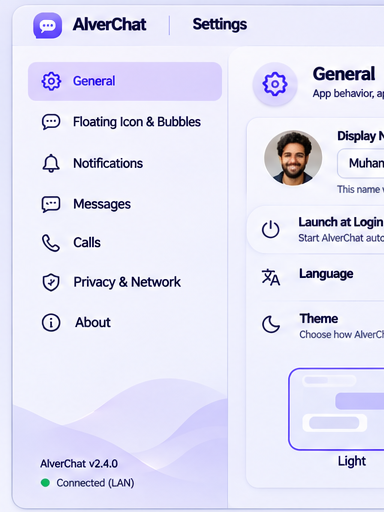 AlverChat
Settings
General
Floating Icon & Bubbles
Notifications
Messages
Calls
Privacy & Network
About
AlverChat v2.4.0
Connected (LAN)
General
App behavior, ap
Display N
Muhan
This name w
Launch at Login
Start AlverChat auto
Language
Theme
Choose how AlverCh
Light